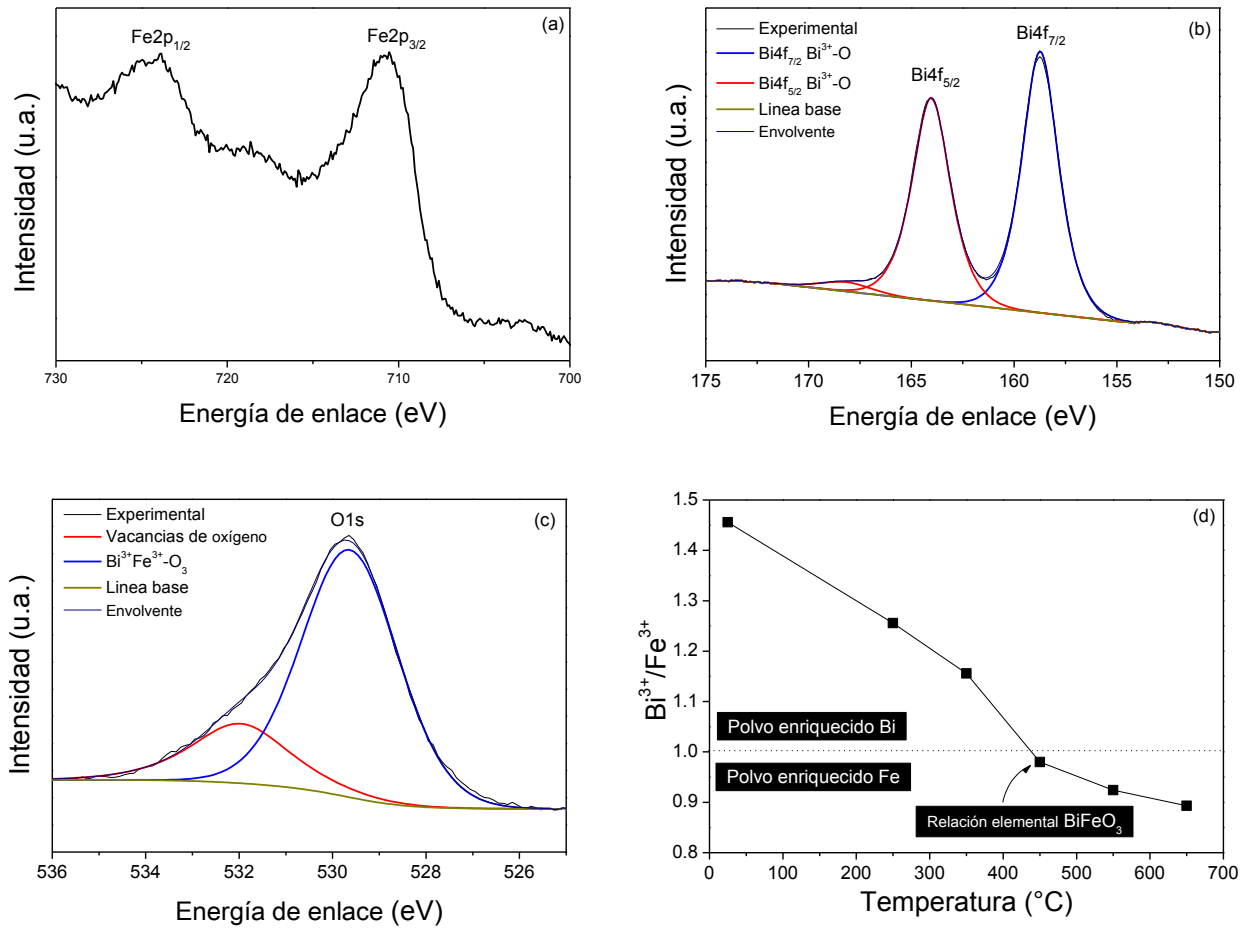 (a)
Fe2p1/2
Fe2p3/2
Intensidad (u.a.)
730 720 710 700
Energía de enlace (eV)
(b)
Experimental
Bi4f7/2 Bi3+-O
Bi4f5/2 Bi3+-O
Linea base
Envolvente
Bi4f7/2
Bi4f5/2
Intensidad (u.a.)
175 170 165 160 155 150
Energía de enlace (eV)
(c)
O1s
Experimental
Vacancias de oxígeno
Bi3+Fe3+-O3
Linea base
Envolvente
Intensidad (u.a.)
536 534 532 530 528 526
Energía de enlace (eV)
(d)
1.5
1.4
1.3
1.2
1.1
1.0
0.9
0.8
Bi3+/Fe3+
Polvo enriquecido Bi
Polvo enriquecido Fe
Relación elemental BiFeO3
0 100 200 300 400 500 600 700
Temperatura (°C)